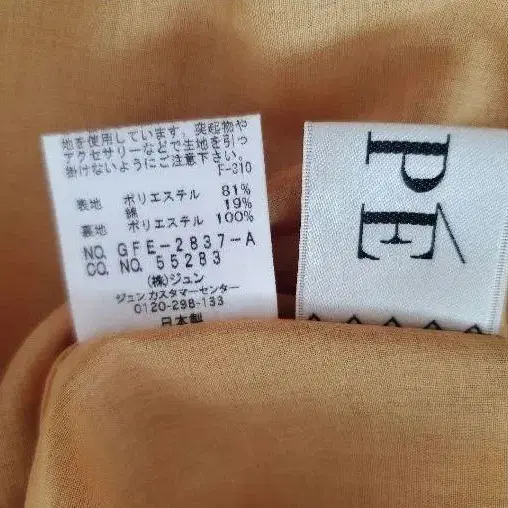 地を使用しています。突起物や
アクセサリーなどで生地を引っ
掛けないようにご注意下さい。
F-310
表地 ポリエステル 81%
綿 19%
裏地 ポリエステル 100%
NO. GFE-2837-A
CO. NO. 55283
(株)ジュン
ジュンカスタマーセンター
0120-298-133
日本製
PÉ